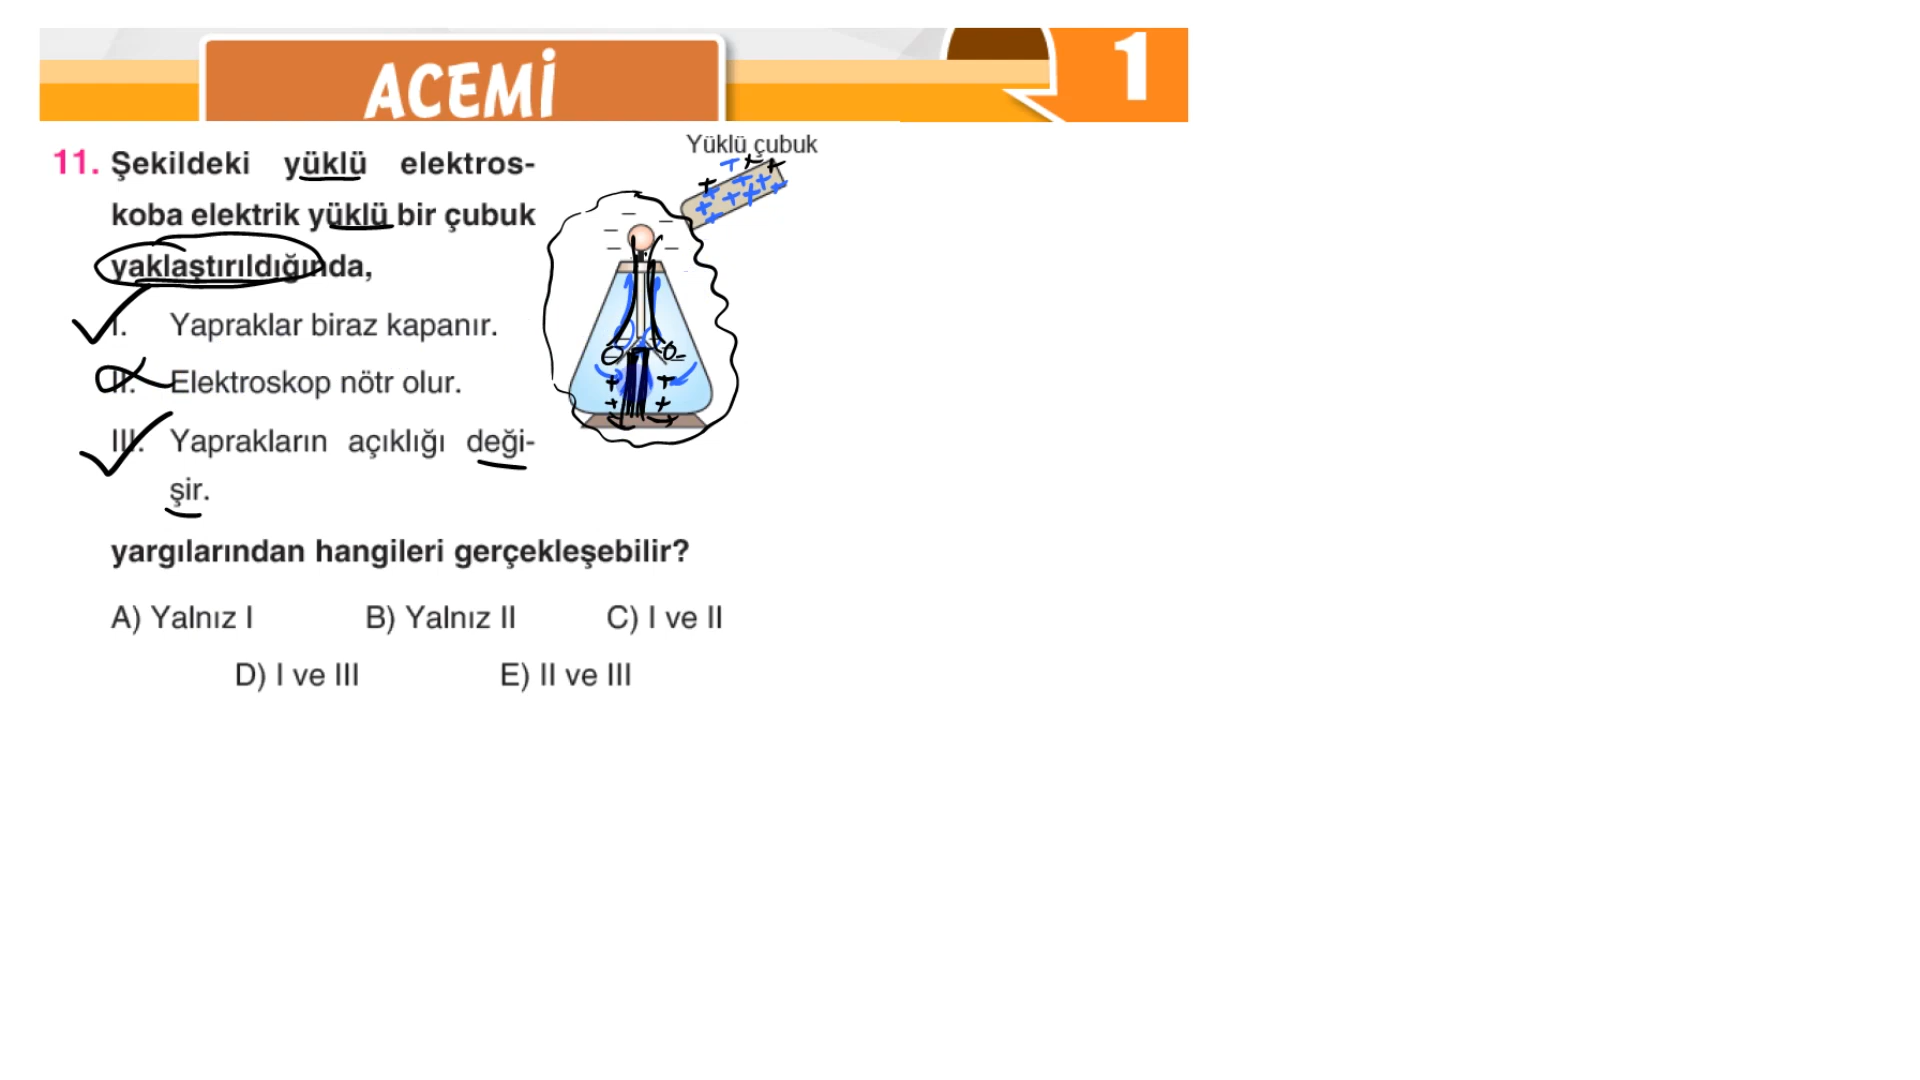 ACEMİ
1
Yüklü çubuk
11. Şekildeki yüklü elektros-
koba elektrik yüklü bir çubuk
yaklaştırıldığında,
I. Yapraklar biraz kapanır.
II. Elektroskop nötr olur.
III. Yaprakların açıklığı deği-
şir.
yargılarından hangileri gerçekleşebilir?
A) Yalnız I B) Yalnız II C) I ve II
D) I ve III E) II ve III